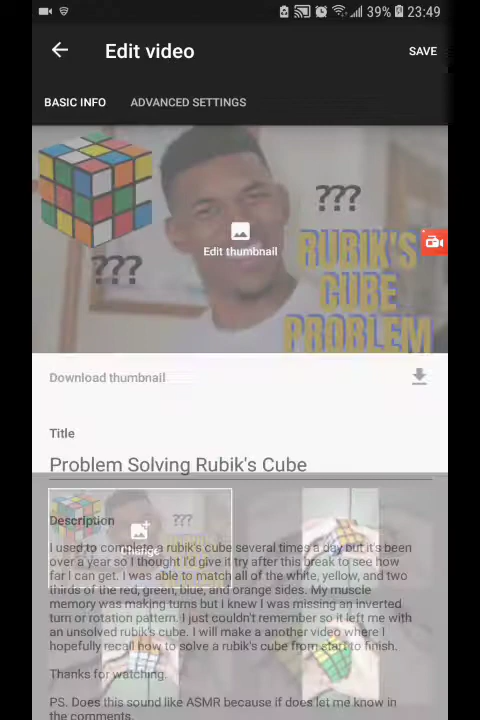 39% 23:49
Edit video
SAVE
BASIC INFO
ADVANCED SETTINGS
???
Edit thumbnail
RUBIK'S
???
CUBE
PROBLEM
Download thumbnail
Title
Problem Solving Rubik's Cube
???
Description
change
I used to complete a rubik's cube several times a day but it's been
over a year so I thought I'd give it try after this break to see how
far I can get. I was able to match all of the white, yellow, and two
thirds of the red, green, blue, and orange sides. My muscle
memory was making turns but I knew I was missing an inverted
turn or rotation pattern. I just couldn't remember so it left me with
an unsolved rubik's cube. I will make a another video where I
hopefully recall how to solve a rubik's cube from start to finish.
Thanks for watching.
PS. Does this sound like ASMR because if does let me know in
the comments.